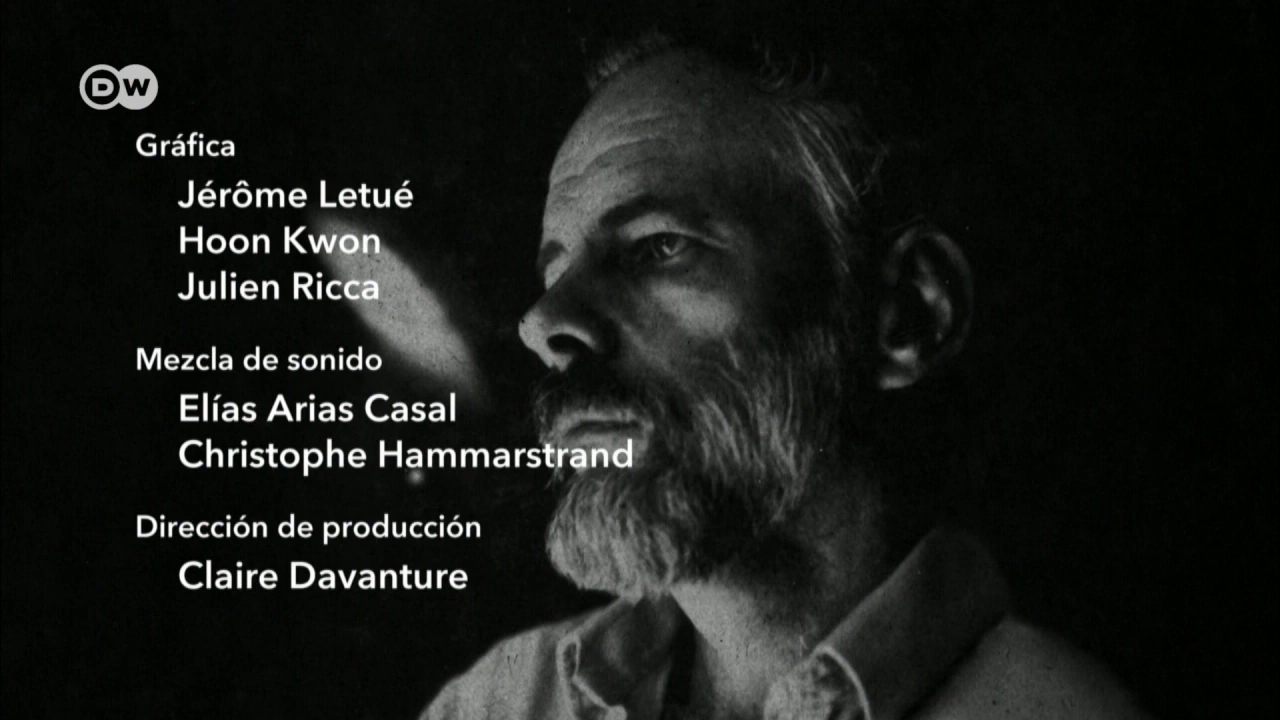 DW
Gráfica
Jérôme Letué
Hoon Kwon
Julien Ricca
Mezcla de sonido
Elías Arias Casal
Christophe Hammarstrand
Dirección de producción
Claire Davanture